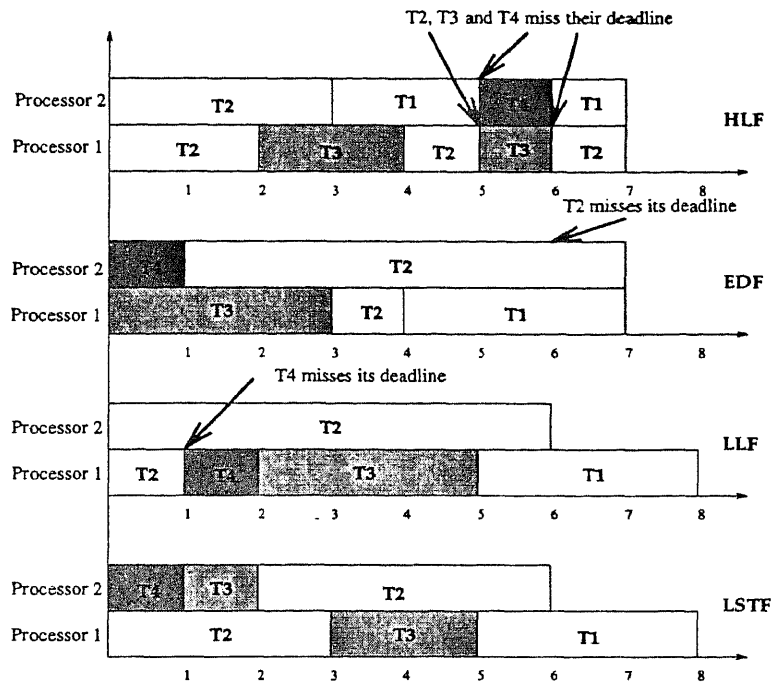 T2, T3 and T4 miss their deadline
Processor 2 T2 T1 T4 T1
HLF
Processor 1 T2 T3 T2 T3 T2
1 2 3 4 5 6 7 8
T2 misses its deadline
Processor 2 T4 T2
EDF
Processor 1 T3 T2 T1
1 2 3 4 5 6 7 8
T4 misses its deadline
Processor 2 T2
LLF
Processor 1 T2 T4 T3 T1
1 2 3 4 5 6 7 8
Processor 2 T4 T3 T2
LSTF
Processor 1 T2 T3 T1
1 2 3 4 5 6 7 8